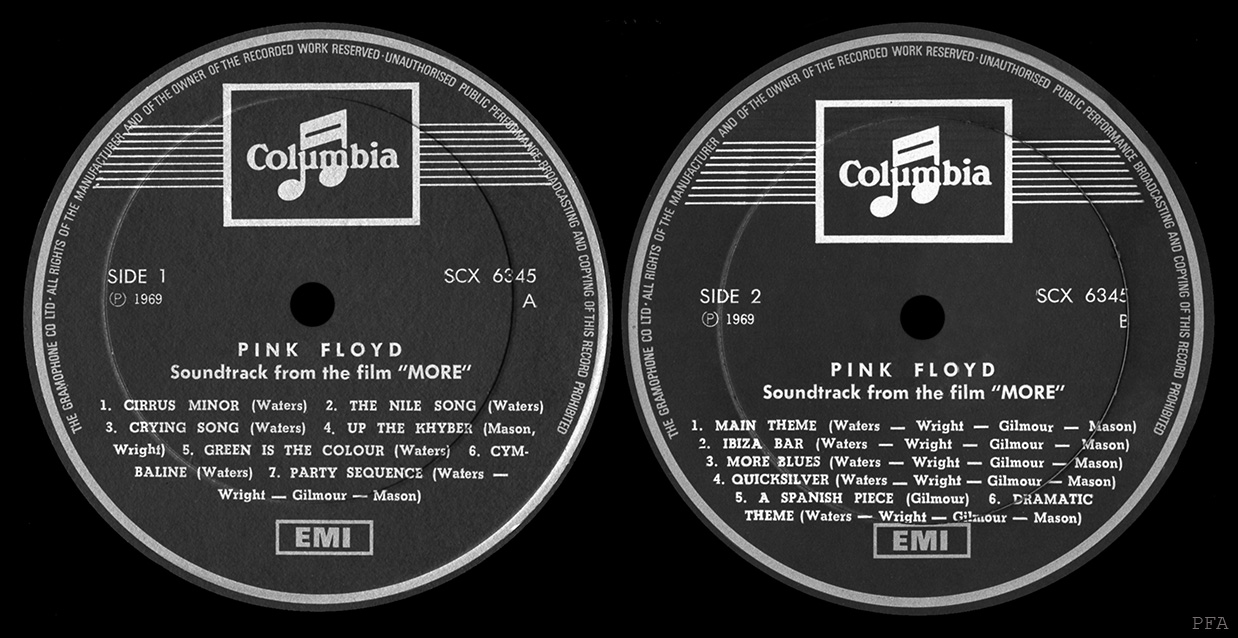 THE GRAMOPHONE CO LTD · ALL RIGHTS OF THE MANUFACTURER AND OF THE OWNER OF THE RECORDED WORK RESERVED · UNAUTHORISED PUBLIC PERFORMANCE BROADCASTING AND COPYING OF THIS RECORD PROHIBITED
Columbia
SIDE 1
SCX 6345
Ⓟ 1969
A
PINK FLOYD
Soundtrack from the film “MORE”
1. CIRRUS MINOR (Waters) 2. THE NILE SONG (Waters)
3. CRYING SONG (Waters) 4. UP THE KHYBER (Mason,
Wright) 5. GREEN IS THE COLOUR (Waters) 6. CYM-
BALINE (Waters) 7. PARTY SEQUENCE (Waters —
Wright — Gilmour — Mason)
EMI
THE GRAMOPHONE CO LTD · ALL RIGHTS OF THE MANUFACTURER AND OF THE OWNER OF THE RECORDED WORK RESERVED · UNAUTHORISED PUBLIC PERFORMANCE BROADCASTING AND COPYING OF THIS RECORD PROHIBITED
Columbia
SIDE 2
SCX 6345
Ⓟ 1969
B
PINK FLOYD
Soundtrack from the film “MORE”
1. MAIN THEME (Waters — Wright — Gilmour — Mason)
2. IBIZA BAR (Waters — Wright — Gilmour — Mason)
3. MORE BLUES (Waters — Wright — Gilmour — Mason)
4. QUICKSILVER (Waters — Wright — Gilmour — Mason)
5. A SPANISH PIECE (Gilmour) 6. DRAMATIC
THEME (Waters — Wright — Gilmour — Mason)
EMI
PFA